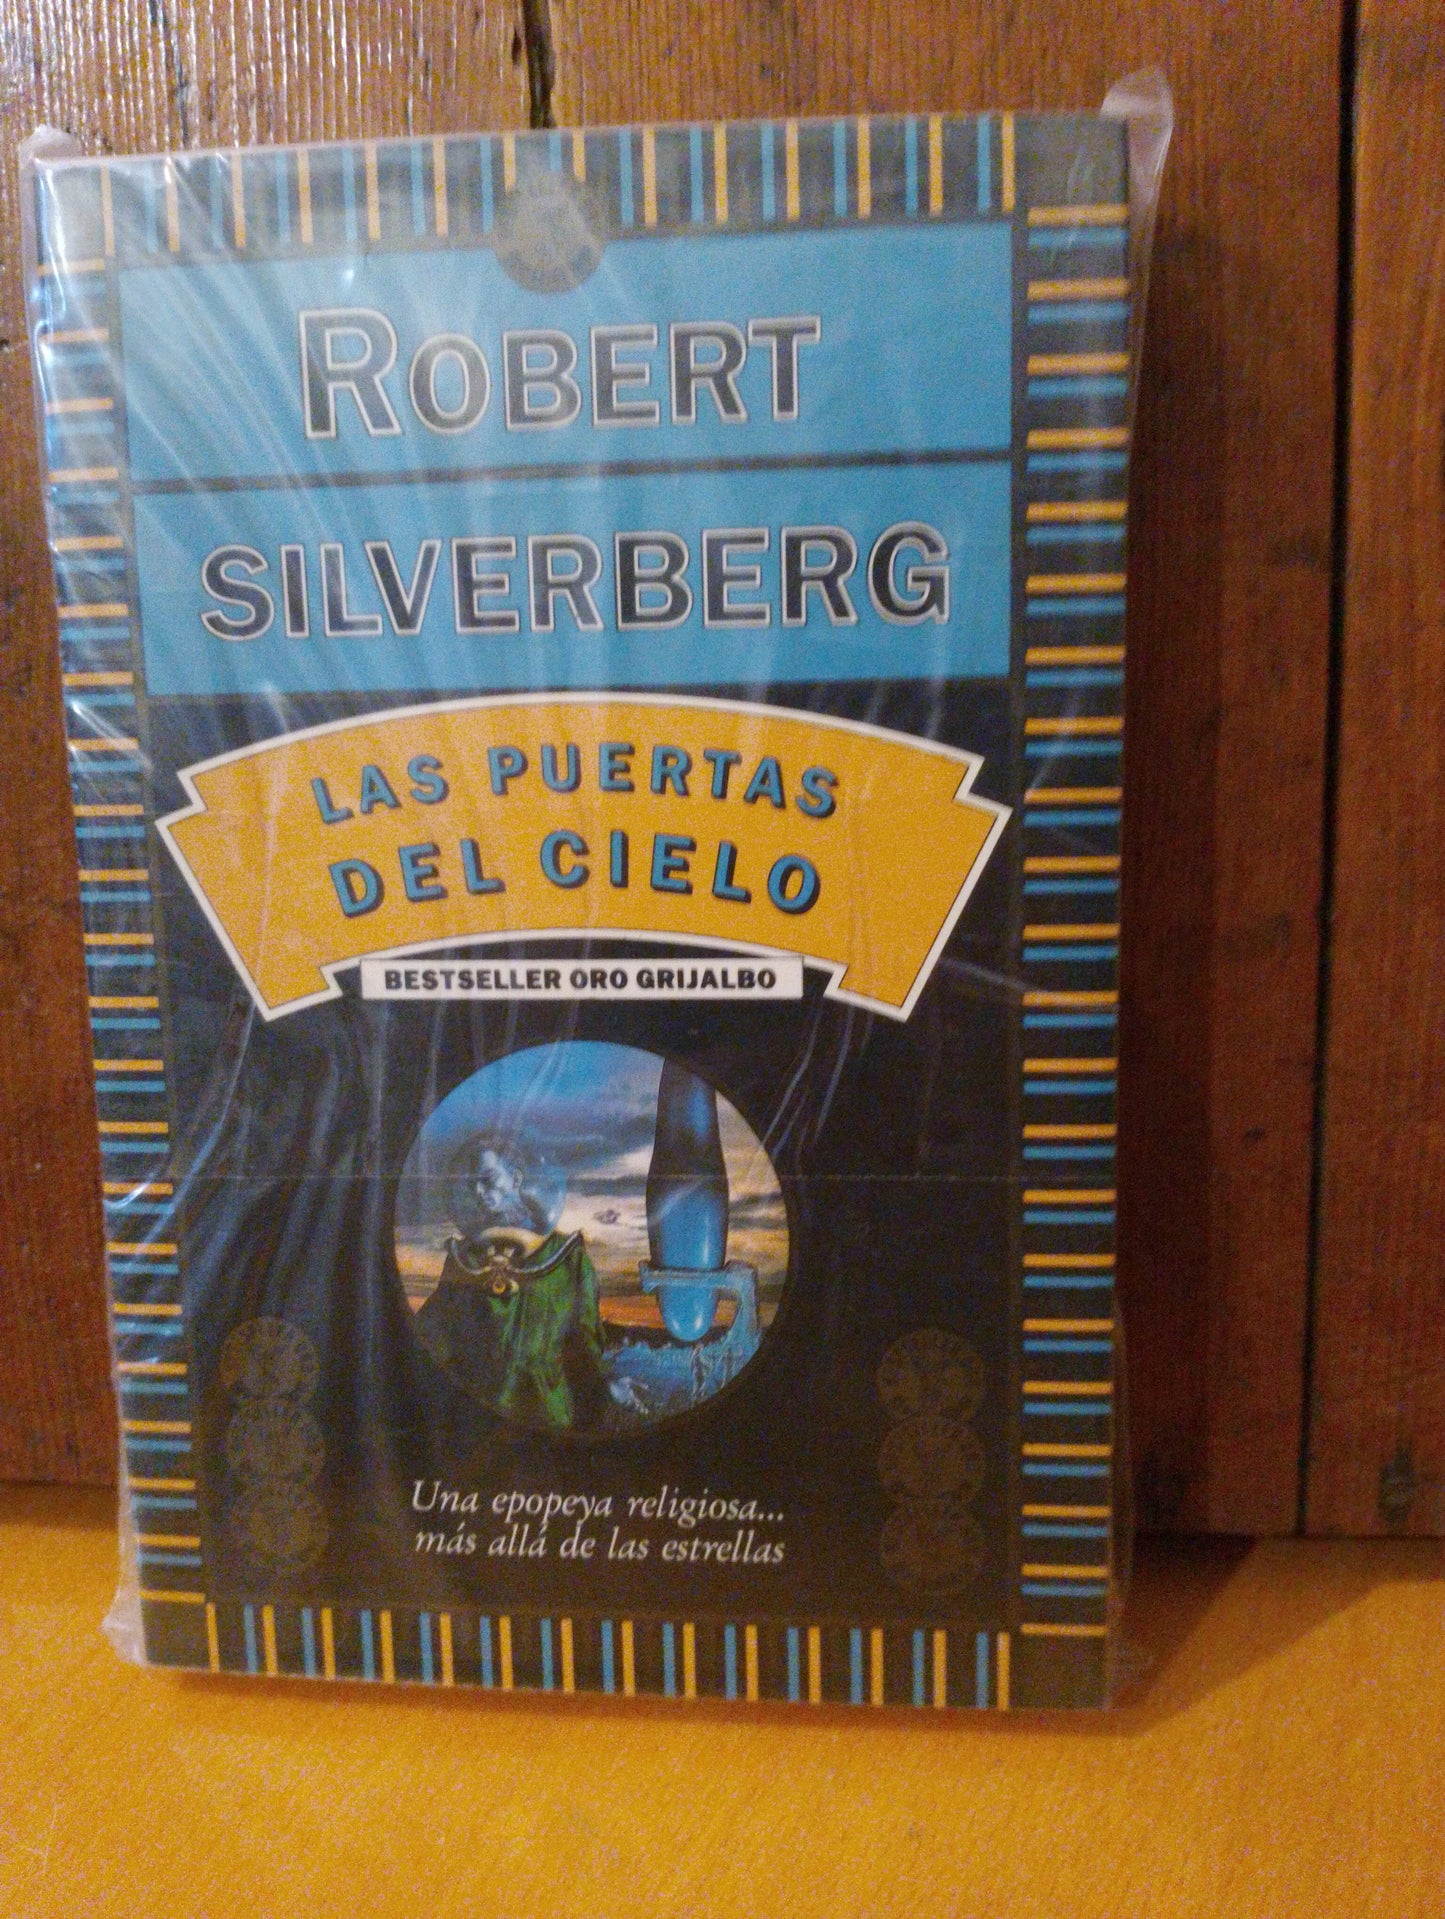 ROBERT
SILVERBERG
LAS PUERTAS
DEL CIELO
BESTSELLER ORO GRIJALBO
Una epopeya religiosa...
más allá de las estrellas